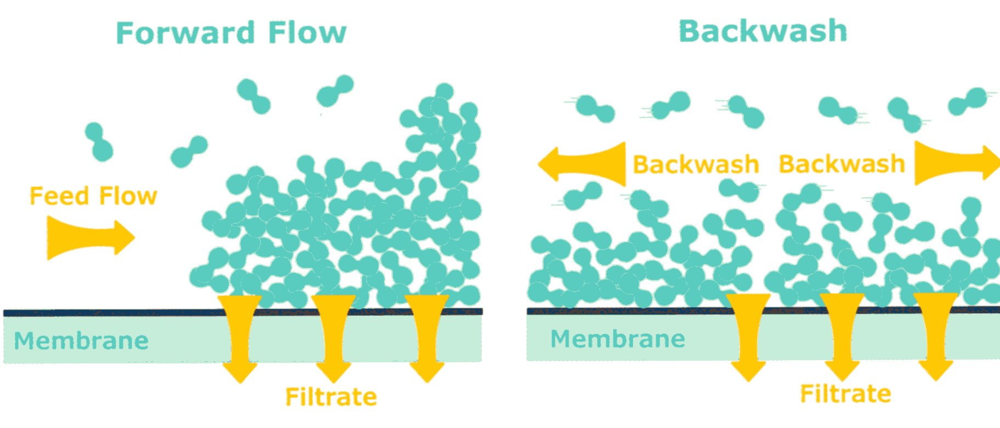 Forward Flow
Feed Flow
Membrane
Filtrate
Backwash
Backwash Backwash
Membrane
Filtrate